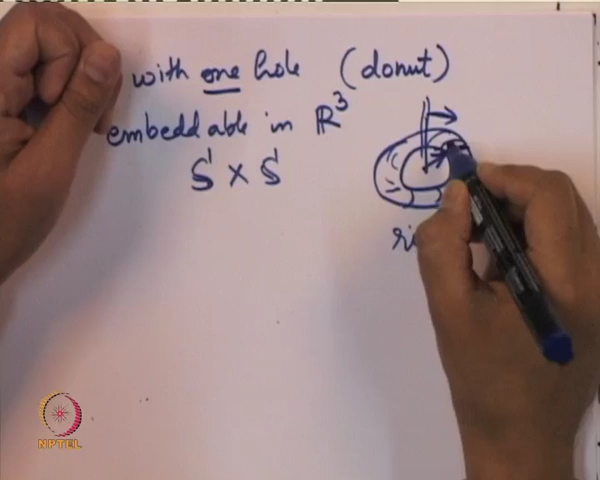 with one hole (donut)
embeddable in R³
S¹ × S¹
NPTEL